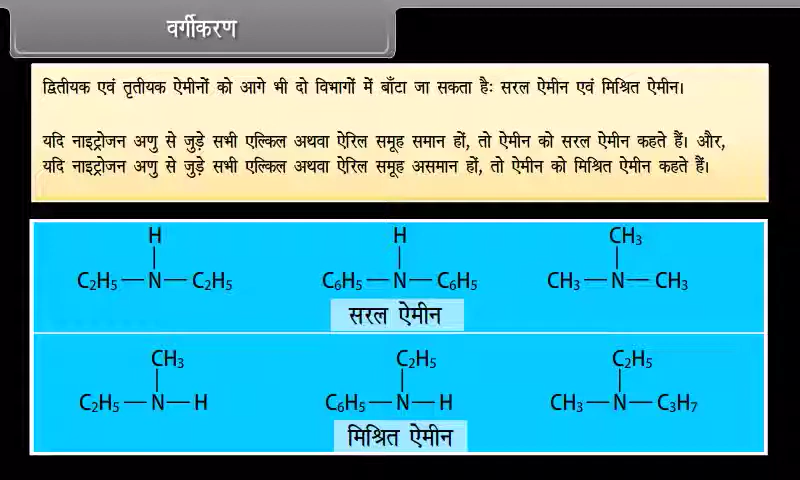 वर्गीकरण
द्वितीयक एवं तृतीयक ऐमीनों को आगे भी दो विभागों में बाँटा जा सकता हैः सरल ऐमीन एवं मिश्रित ऐमीन।
यदि नाइट्रोजन अणु से जुड़े सभी एल्किल अथवा ऐरिल समूह समान हों, तो ऐमीन को सरल ऐमीन कहते हैं। और,
यदि नाइट्रोजन अणु से जुड़े सभी एल्किल अथवा ऐरिल समूह असमान हों, तो ऐमीन को मिश्रित ऐमीन कहते हैं।
H H CH₃
C₂H₅—N—C₂H₅ C₆H₅—N—C₆H₅ CH₃—N—CH₃
सरल ऐमीन
CH₃ C₂H₅ C₂H₅
C₂H₅—N—H C₆H₅—N—H CH₃—N—C₃H₇
मिश्रित ऐमीन